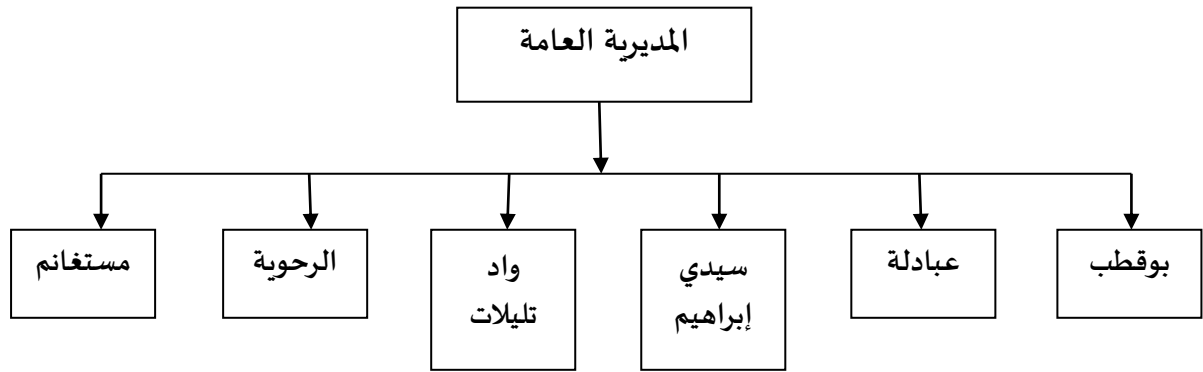 المديرية العامة
بوقطب
عبادلة
سيدي
إبراهيم
واد
تليلات
الرحوية
مستغانم